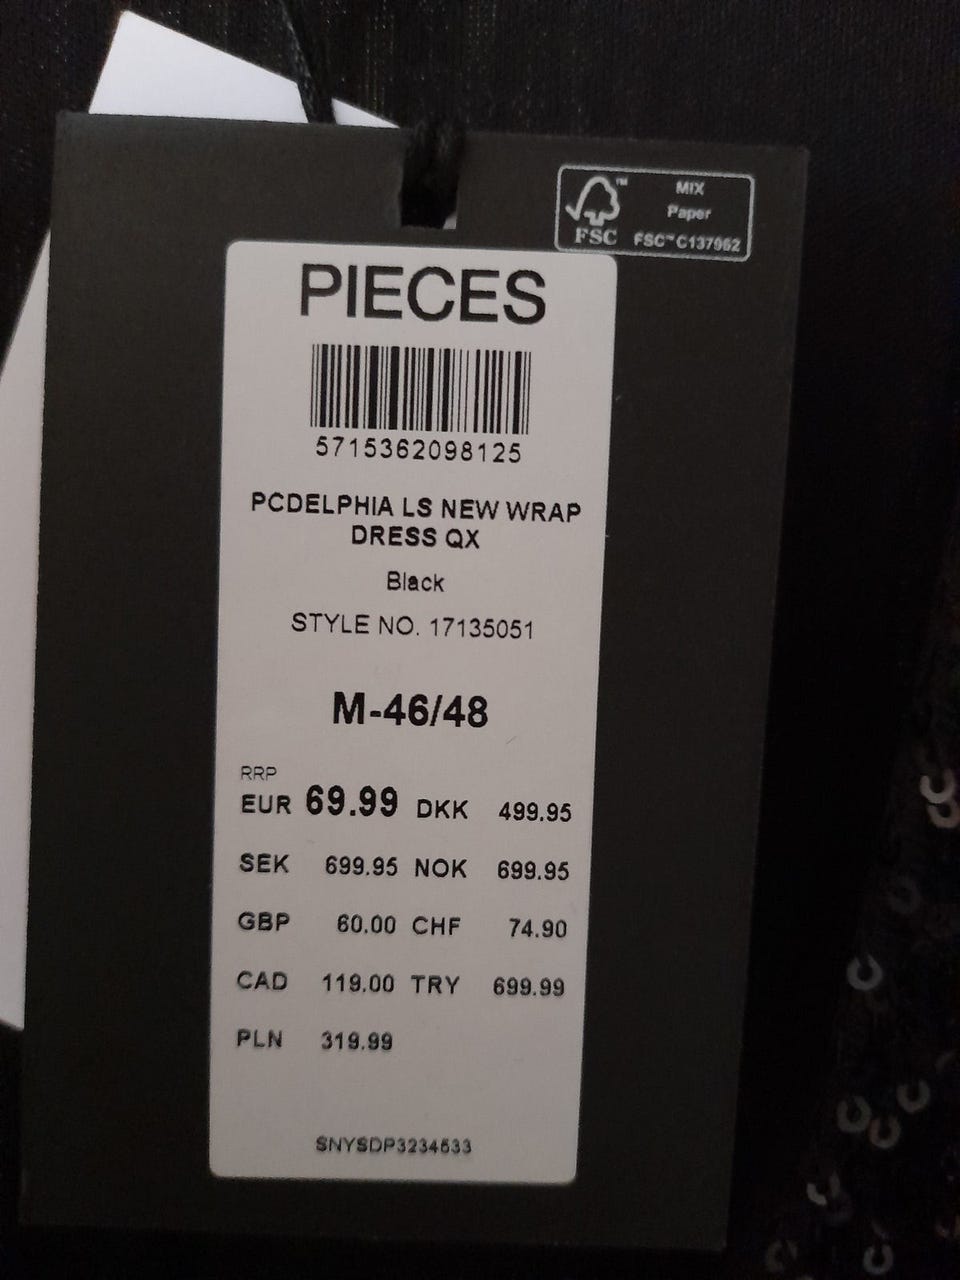 MIX
Paper
FSC™ FSC™ C137962
PIECES
5715362098125
PCDELPHIA LS NEW WRAP
DRESS QX
Black
STYLE NO. 17135051
M-46/48
RRP
EUR 69.99 DKK 499.95
SEK 699.95 NOK 699.95
GBP 60.00 CHF 74.90
CAD 119.00 TRY 699.99
PLN 319.99
SNYSDP3234533